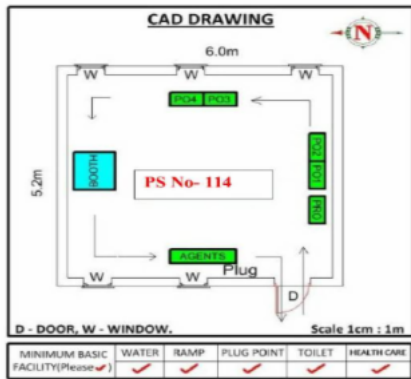 CAD DRAWING
N
6.0m
W W W
PO4 PO3
5.2m
BOOTH
PO2
PO1
PS No- 114
PRO
AGENTS
Plug
W W
D
D - DOOR, W - WINDOW. Scale 1cm : 1m
MINIMUM BASIC FACILITY(Please ✓) WATER RAMP PLUG POINT TOILET HEALTH CARE
✓ ✓ ✓ ✓ ✓